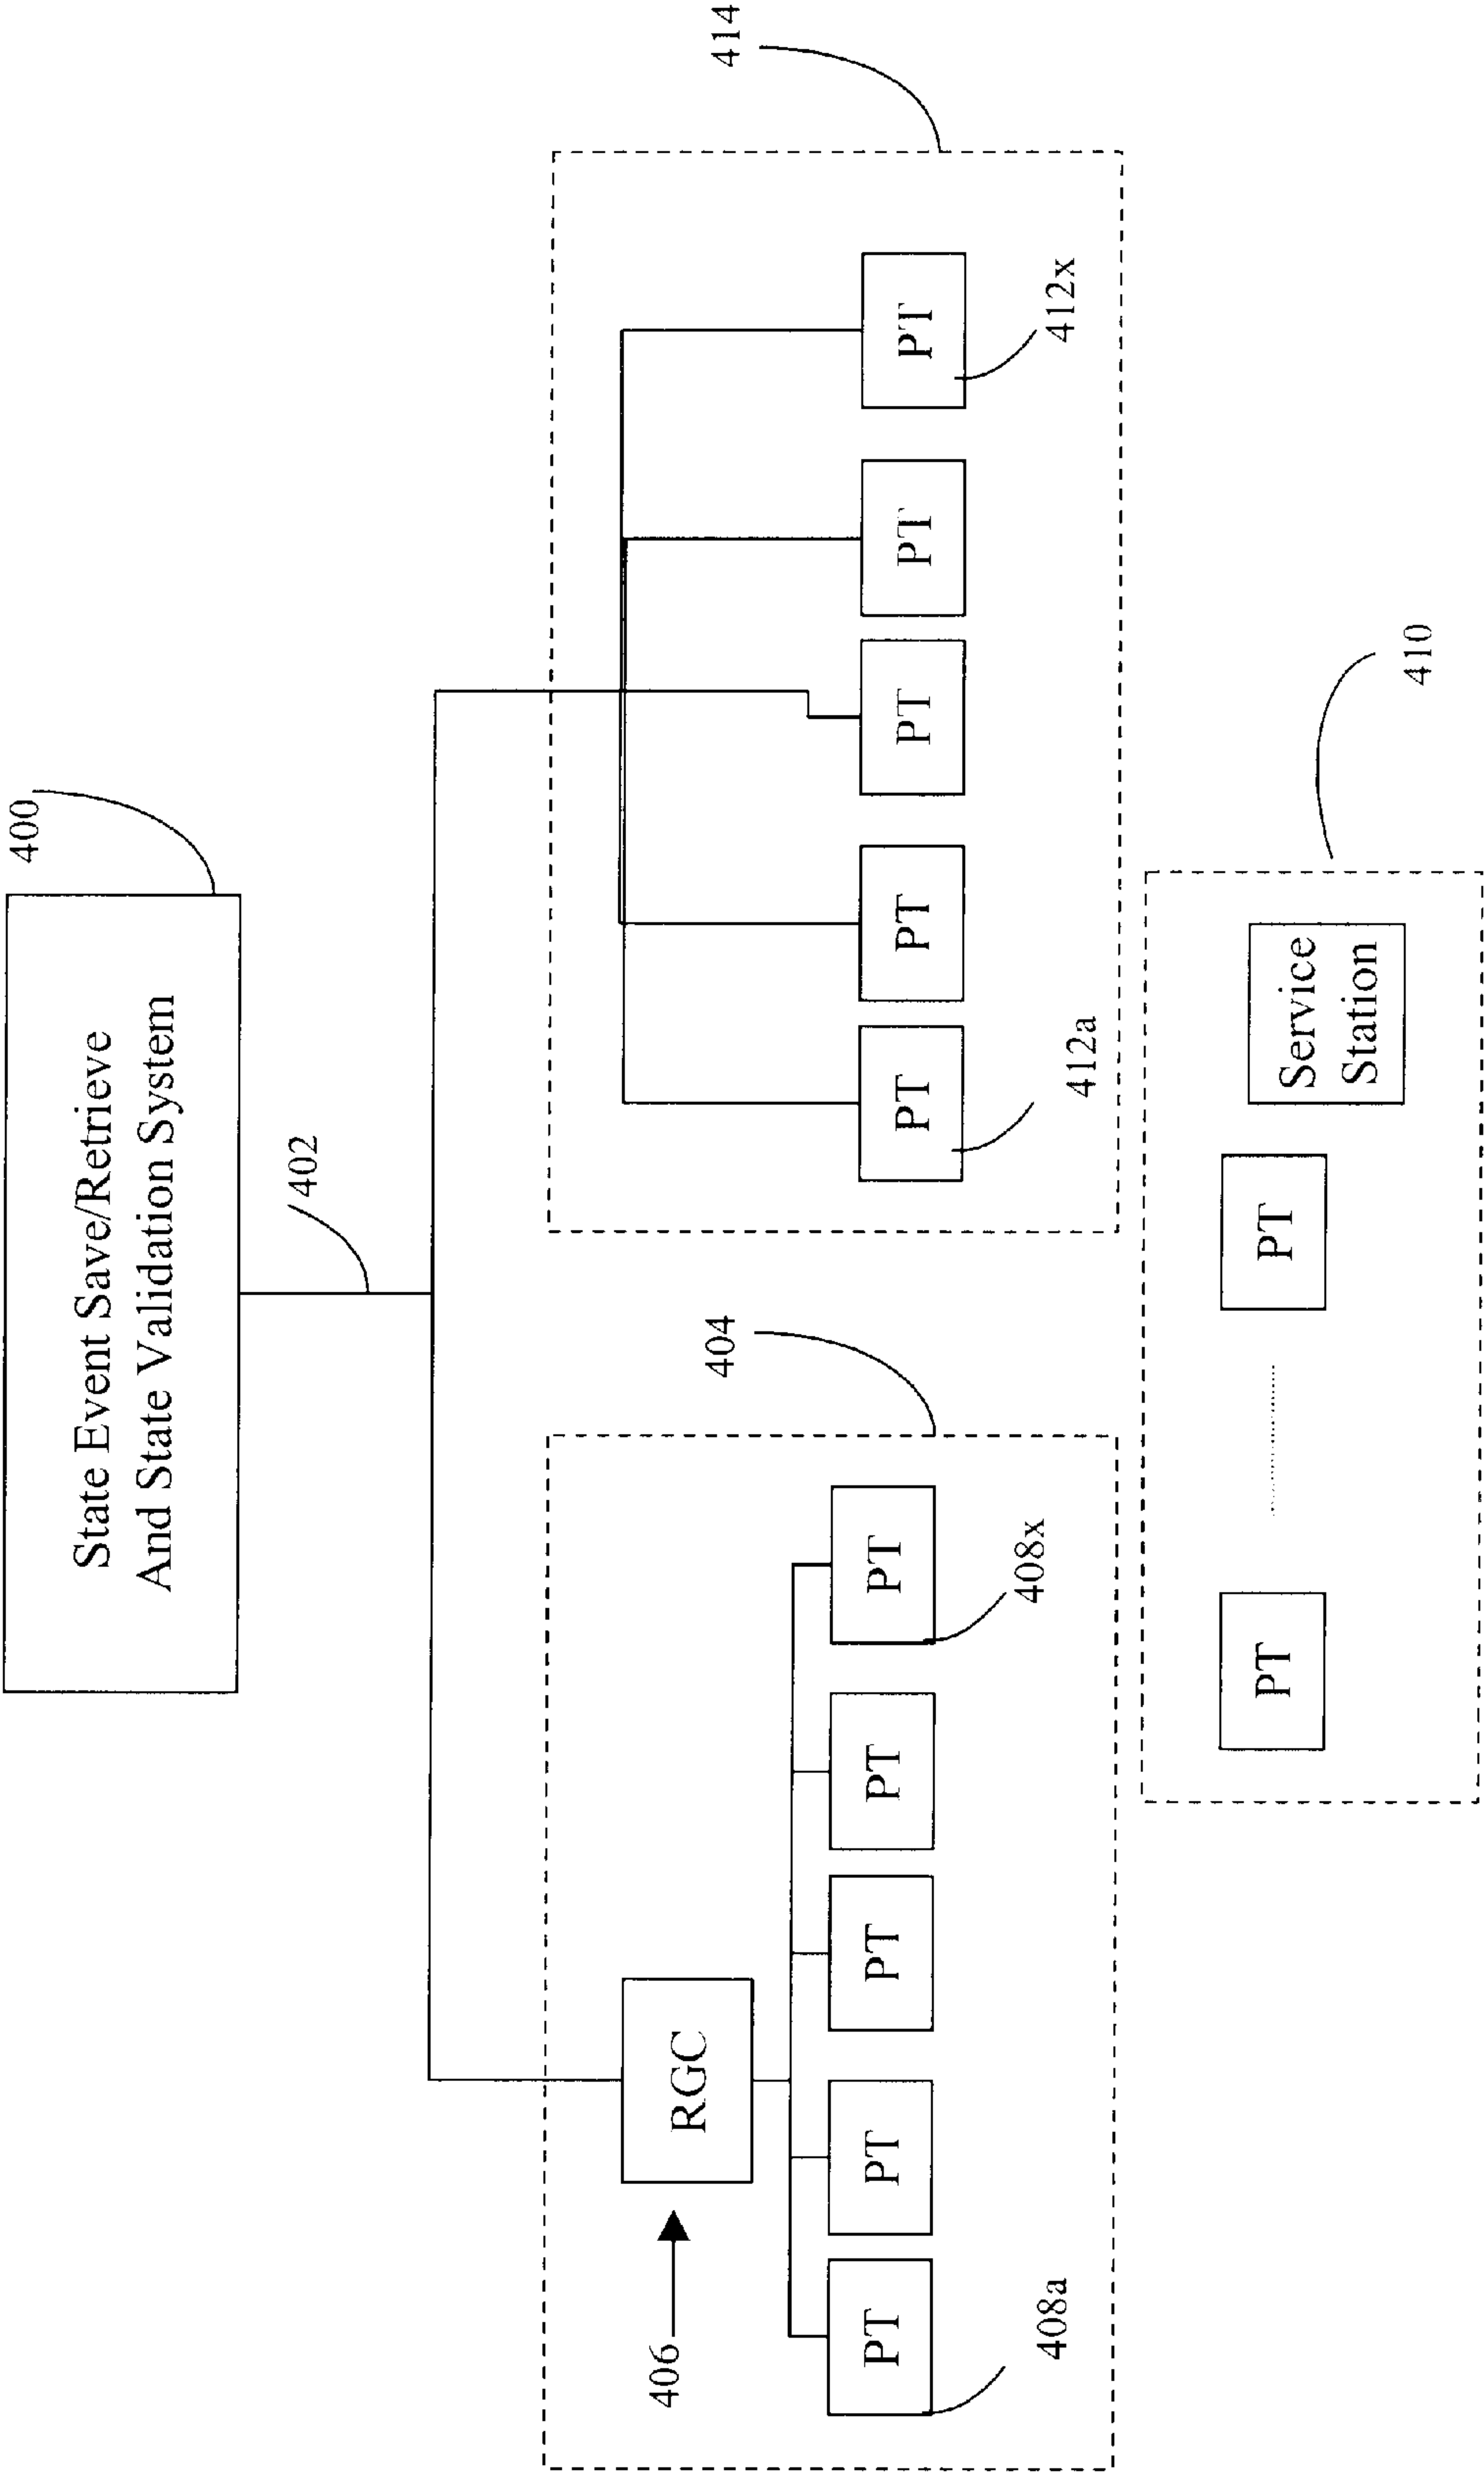 400
State Event Save/Retrieve
And State Validation System
402
404
414
406
RGC
PT
PT
PT
PT
PT
408a
408x
PT
PT
PT
PT
PT
412a
412x
410
PT
PT
Service
Station